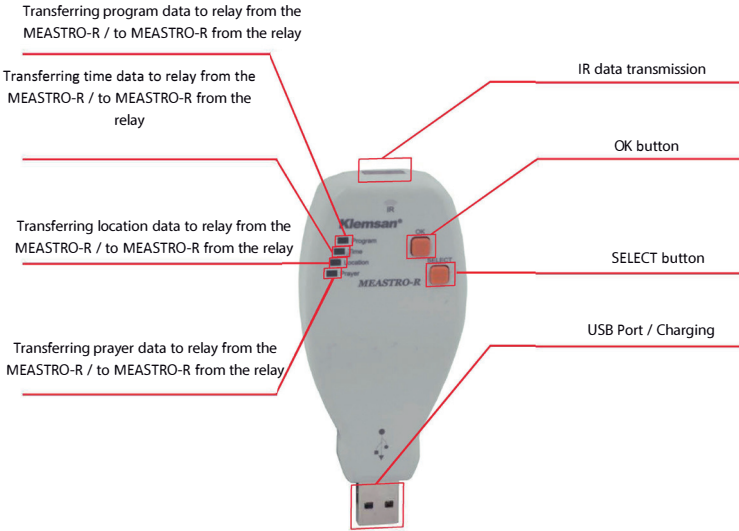 Transferring program data to relay from the
MEASTRO-R / to MEASTRO-R from the relay
Transferring time data to relay from the
MEASTRO-R / to MEASTRO-R from the
relay
Transferring location data to relay from the
MEASTRO-R / to MEASTRO-R from the relay
Transferring prayer data to relay from the
MEASTRO-R / to MEASTRO-R from the relay
IR data transmission
OK button
SELECT button
USB Port / Charging
IR
Klemsan®
Program
Time
Location
Prayer
OK
SELECT
MEASTRO-R